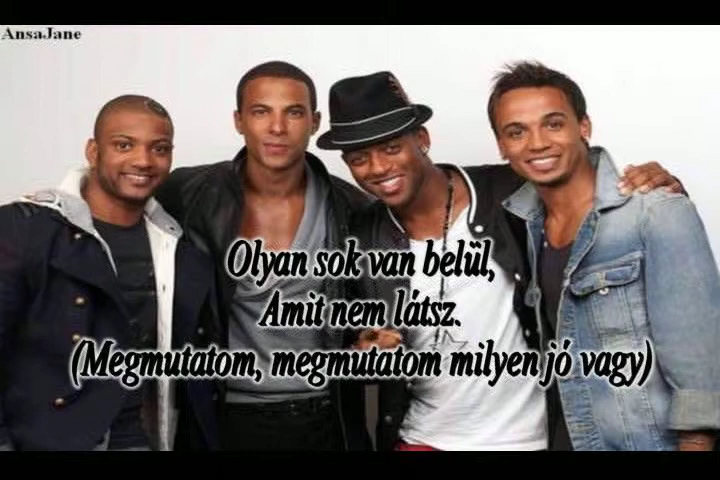 AnsaJane
Olyan sok van belül,
Amit nem látsz.
(Megmutatom, megmutatom milyen jó vagy)